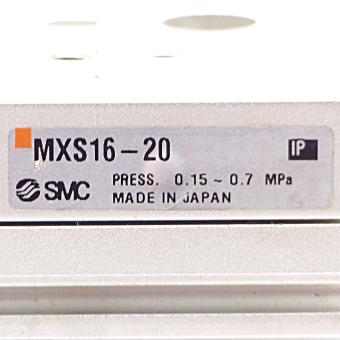 MXS16-20 IP
SMC PRESS. 0.15 ~ 0.7 MPa
MADE IN JAPAN